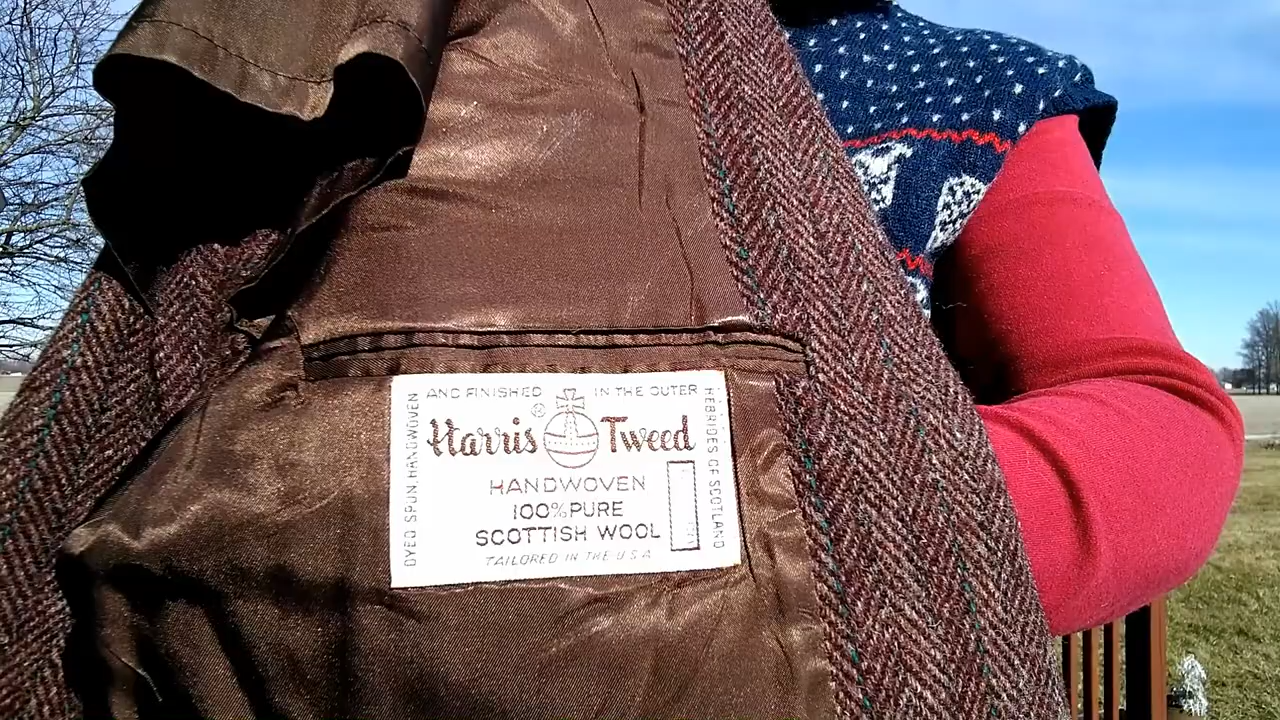 DYED SPUN HANDWOVEN
AND FINISHED IN THE OUTER
HEBRIDES OF SCOTLAND
Harris ® Tweed
HANDWOVEN
100% PURE
SCOTTISH WOOL
TAILORED IN THE U.S.A